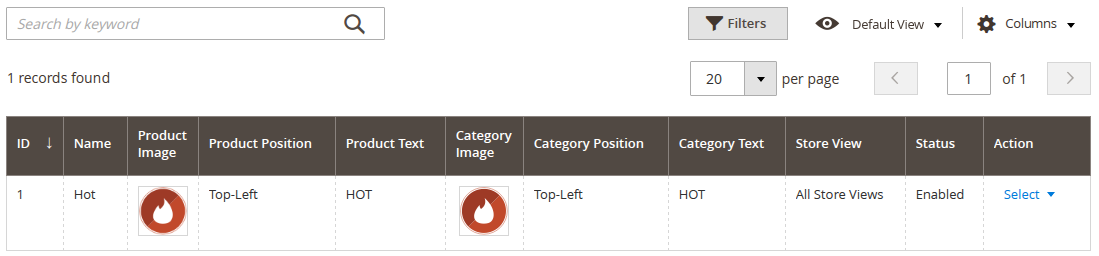 Search by keyword Filters Default View Columns
1 records found 20 per page 1 of 1
ID ↓ Name Product Image Product Position Product Text Category Image Category Position Category Text Store View Status Action
1 Hot Top-Left HOT Top-Left HOT All Store Views Enabled Select